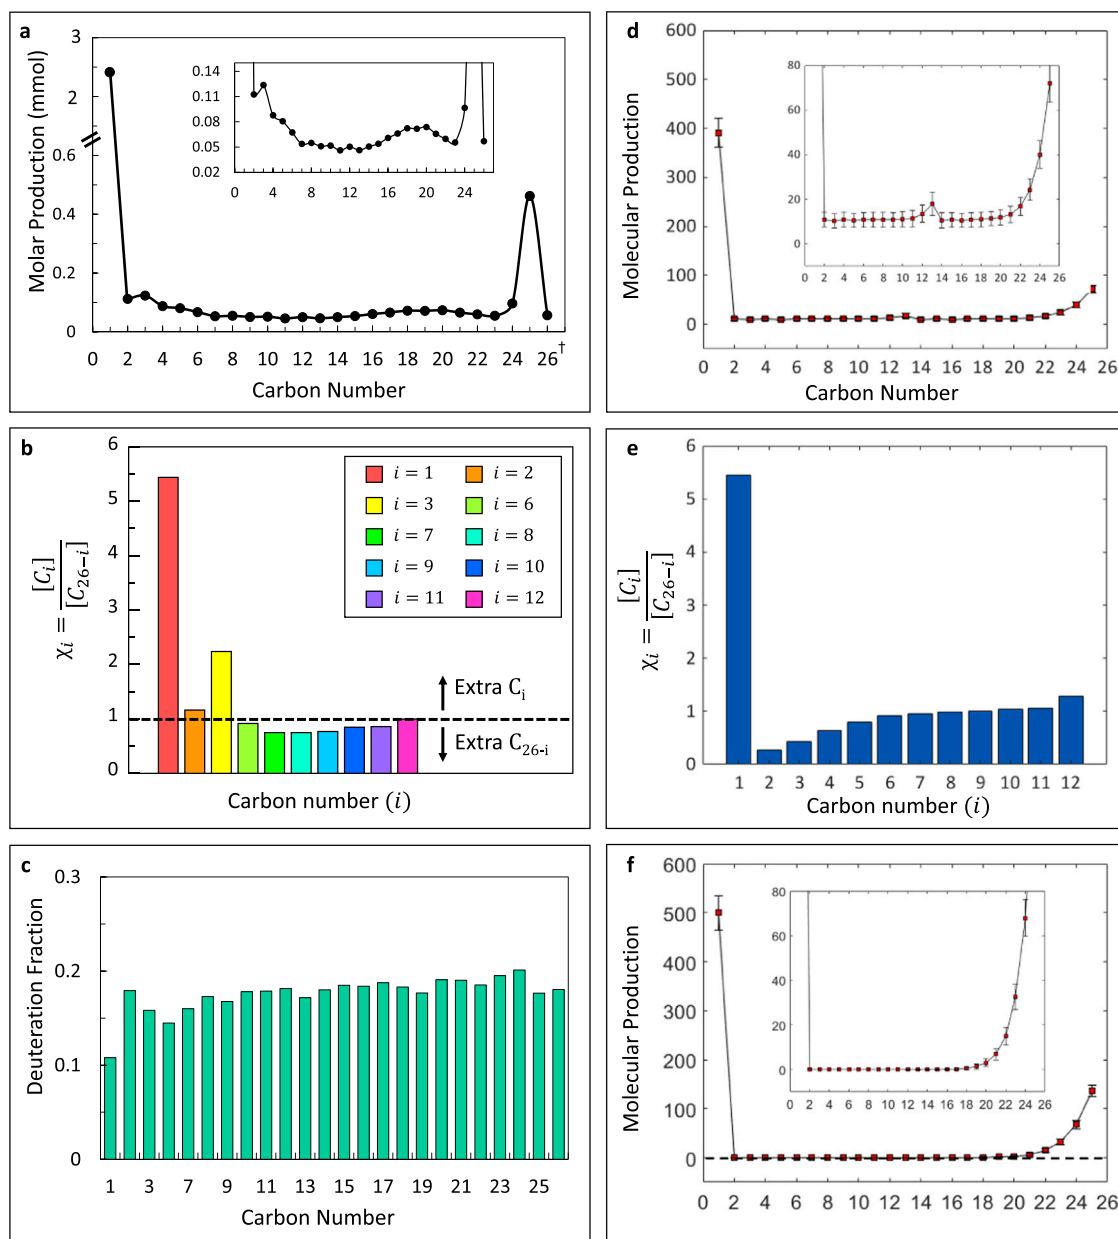 a
Molar Production (mmol)
3
2
0.6
0.4
0.2
0
0 2 4 6 8 10 12 14 16 18 20 22 24 26†
Carbon Number
0.14
0.11
0.08
0.05
0.02
0 4 8 12 16 20 24
b
χi = [Ci] / [C26−i]
6
5
4
3
2
1
0
i = 1
i = 2
i = 3
i = 6
i = 7
i = 8
i = 9
i = 10
i = 11
i = 12
Extra Ci
Extra C26-i
Carbon number (i)
c
Deuteration Fraction
0.3
0.2
0.1
0
1 3 7 9 11 13 15 17 19 21 23 25
Carbon Number
d
Molecular Production
600
500
400
300
200
100
0
0 2 4 6 8 10 12 14 16 18 20 22 24 26
Carbon Number
80
60
40
20
0
0 2 4 6 8 10 12 14 16 18 20 22 24 26
e
χi = [Ci] / [C26−i]
6
5
4
3
2
1
0
1 2 3 4 5 6 7 8 9 10 11 12
Carbon number (i)
f
Molecular Production
600
500
400
300
200
100
0
0 2 4 6 8 10 12 14 16 18 20 22 24 26
Carbon Number
80
60
40
20
0
0 2 4 6 8 10 12 14 16 18 20 22 24 26